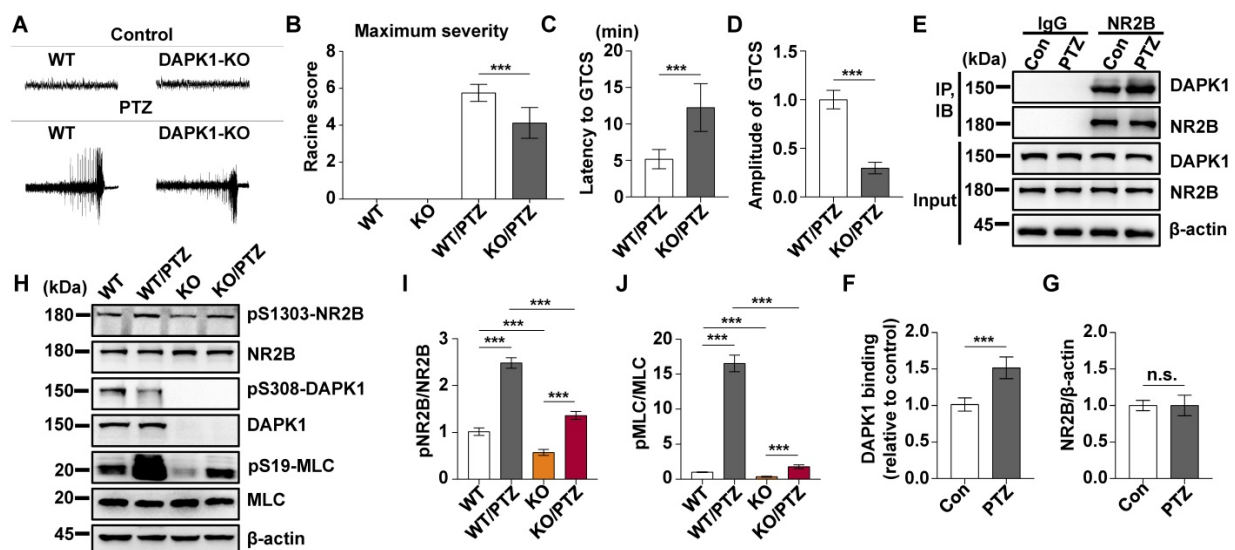 A
Control
WT
DAPK1-KO
PTZ
WT
DAPK1-KO
B
Maximum severity
Racine score
8
6
4
2
0
***
WT
KO
WT/PTZ
KO/PTZ
C
(min)
Latency to GTCS
20
15
10
5
0
***
WT/PTZ
KO/PTZ
D
Amplitude of GTCS
1.5
1.0
0.5
0.0
***
WT/PTZ
KO/PTZ
E
IgG
NR2B
(kDa)
Con
PTZ
Con
PTZ
IP,
IB
150
DAPK1
180
NR2B
Input
150
DAPK1
180
NR2B
45
β-actin
H
(kDa)
WT
WT/PTZ
KO
KO/PTZ
180
pS1303-NR2B
180
NR2B
150
pS308-DAPK1
150
DAPK1
20
pS19-MLC
20
MLC
45
β-actin
I
pNR2B/NR2B
3
2
1
0
***
***
***
***
WT
WT/PTZ
KO
KO/PTZ
J
pMLC/MLC
25
20
15
10
5
0
***
***
***
***
WT
WT/PTZ
KO
KO/PTZ
F
DAPK1 binding
(relative to control)
2.0
1.5
1.0
0.5
0.0
***
Con
PTZ
G
NR2B/β-actin
2.0
1.5
1.0
0.5
0.0
n.s.
Con
PTZ